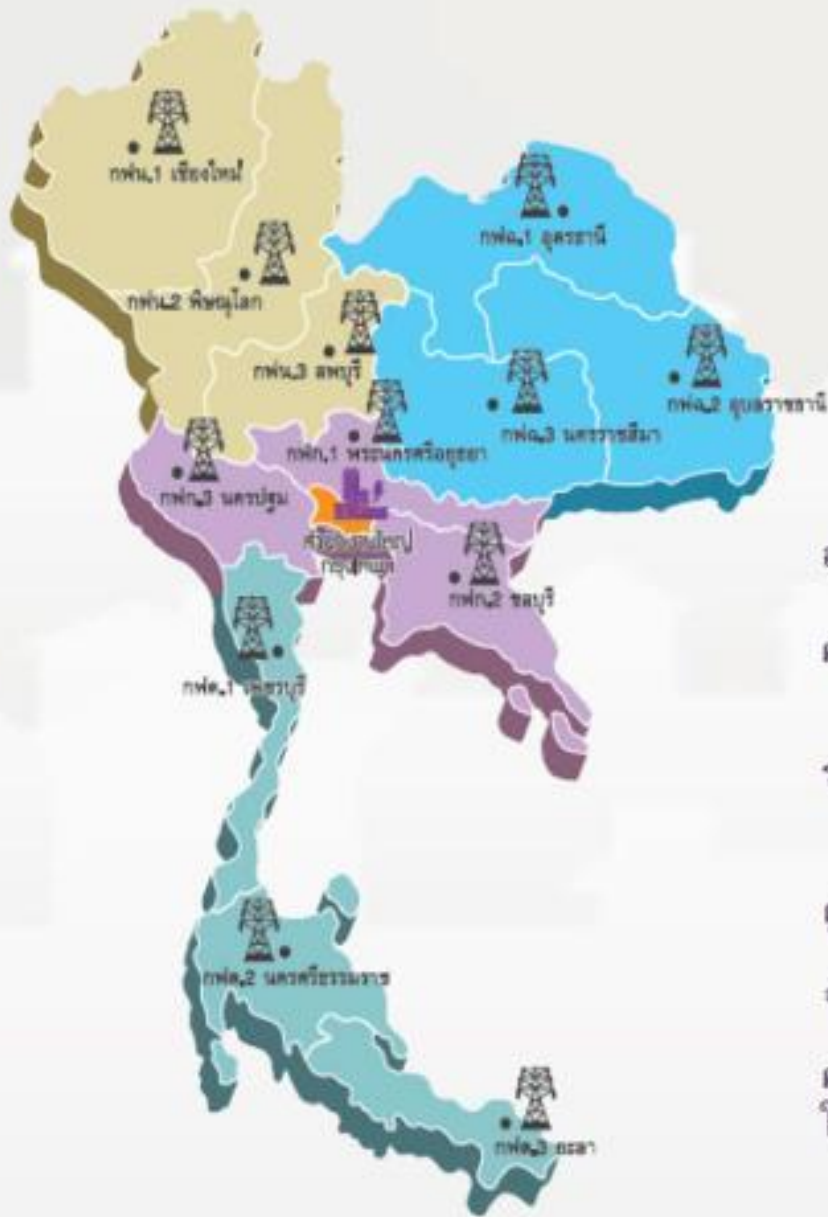 กฟน.1 เชียงใหม่
กฟน.2 พิษณุโลก
กฟน.3 ลพบุรี
กฟฉ.1 อุดรธานี
กฟฉ.2 อุบลราชธานี
กฟฉ.3 นครราชสีมา
กฟก.1 พระนครศรีอยุธยา
กฟก.3 นครปฐม
สำนักงานใหญ่
กรุงเทพฯ
กฟก.2 ชลบุรี
กฟต.1 เพชรบุรี
กฟต.2 นครศรีธรรมราช
กฟต.3 ยะลา